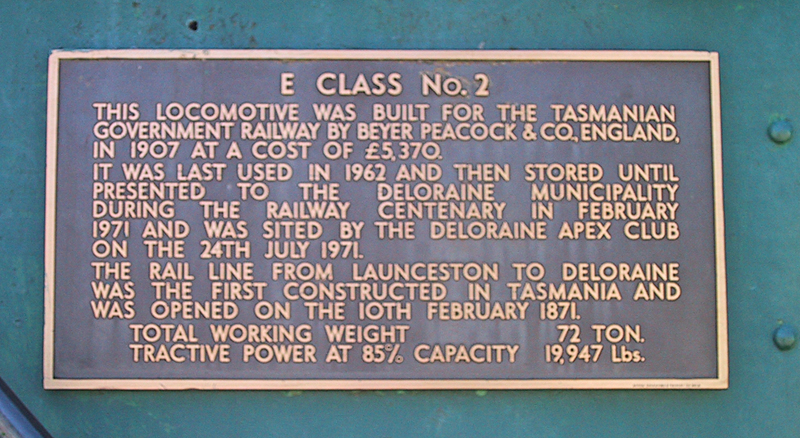 E CLASS No. 2
THIS LOCOMOTIVE WAS BUILT FOR THE TASMANIAN
GOVERNMENT RAILWAY BY BEYER PEACOCK & CO., ENGLAND,
IN 1907 AT A COST OF £5,370.
IT WAS LAST USED IN 1962 AND THEN STORED UNTIL
PRESENTED TO THE DELORAINE MUNICIPALITY
DURING THE RAILWAY CENTENARY IN FEBRUARY
1971 AND WAS SITED BY THE DELORAINE APEX CLUB
ON THE 24TH JULY 1971.
THE RAIL LINE FROM LAUNCESTON TO DELORAINE
WAS THE FIRST CONSTRUCTED IN TASMANIA AND
WAS OPENED ON THE 10TH FEBRUARY 1871.
TOTAL WORKING WEIGHT 72 TON.
TRACTIVE POWER AT 85% CAPACITY 19,947 Lbs.